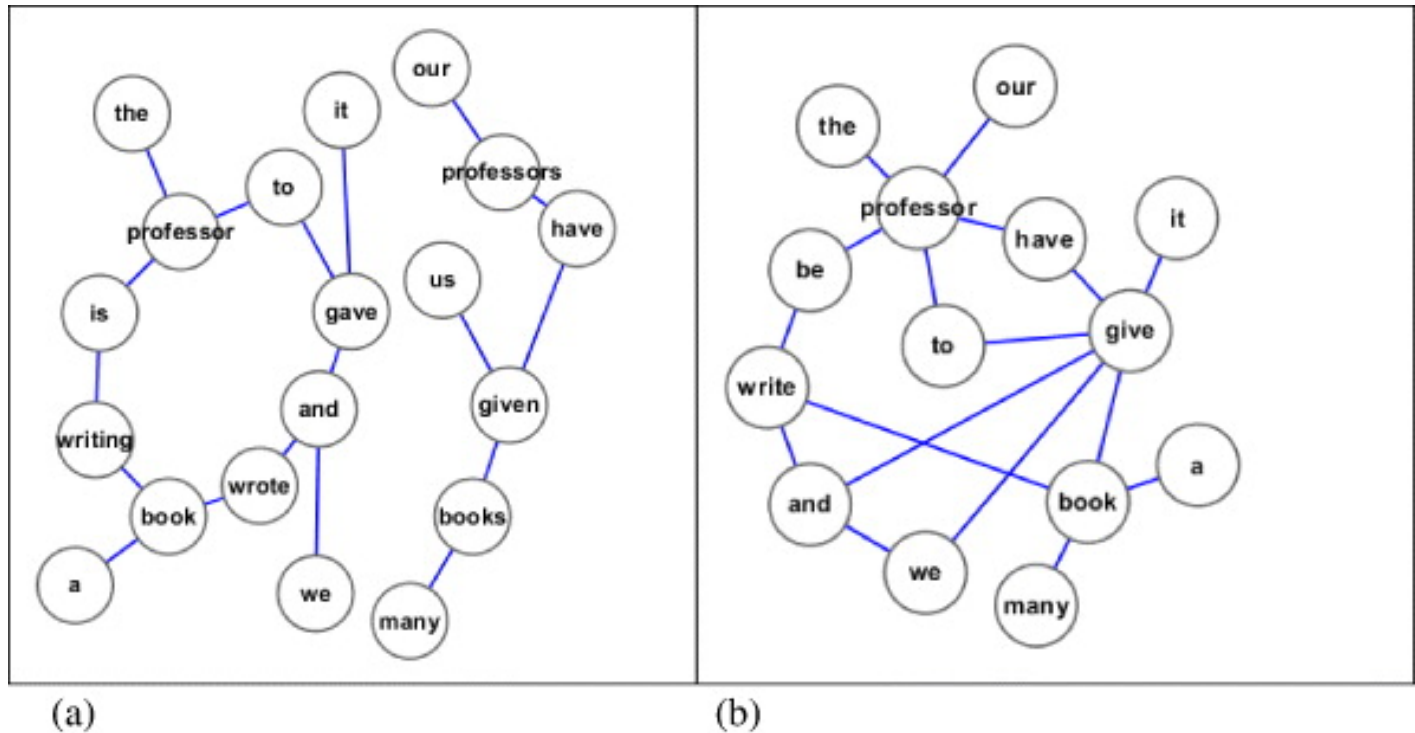 our
the
it
professors
to
professor
have
us
is
gave
and
given
writing
wrote
book
books
a
we
many
our
the
professor
it
have
be
to
give
write
a
and
book
we
many
(a)
(b)